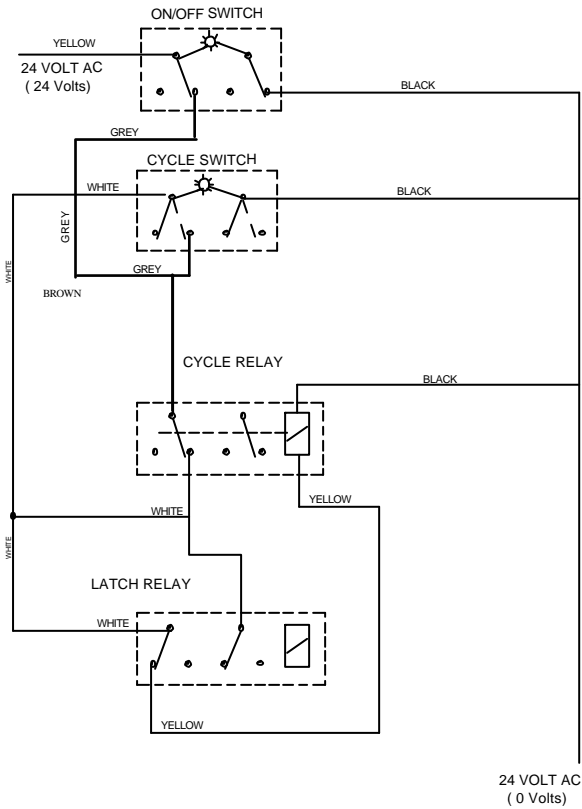 ON/OFF SWITCH
YELLOW
24 VOLT AC
( 24 Volts)
BLACK
GREY
CYCLE SWITCH
WHITE
BLACK
GREY
WHITE
GREY
BROWN
CYCLE RELAY
BLACK
YELLOW
WHITE
WHITE
LATCH RELAY
WHITE
YELLOW
24 VOLT AC
( 0 Volts)